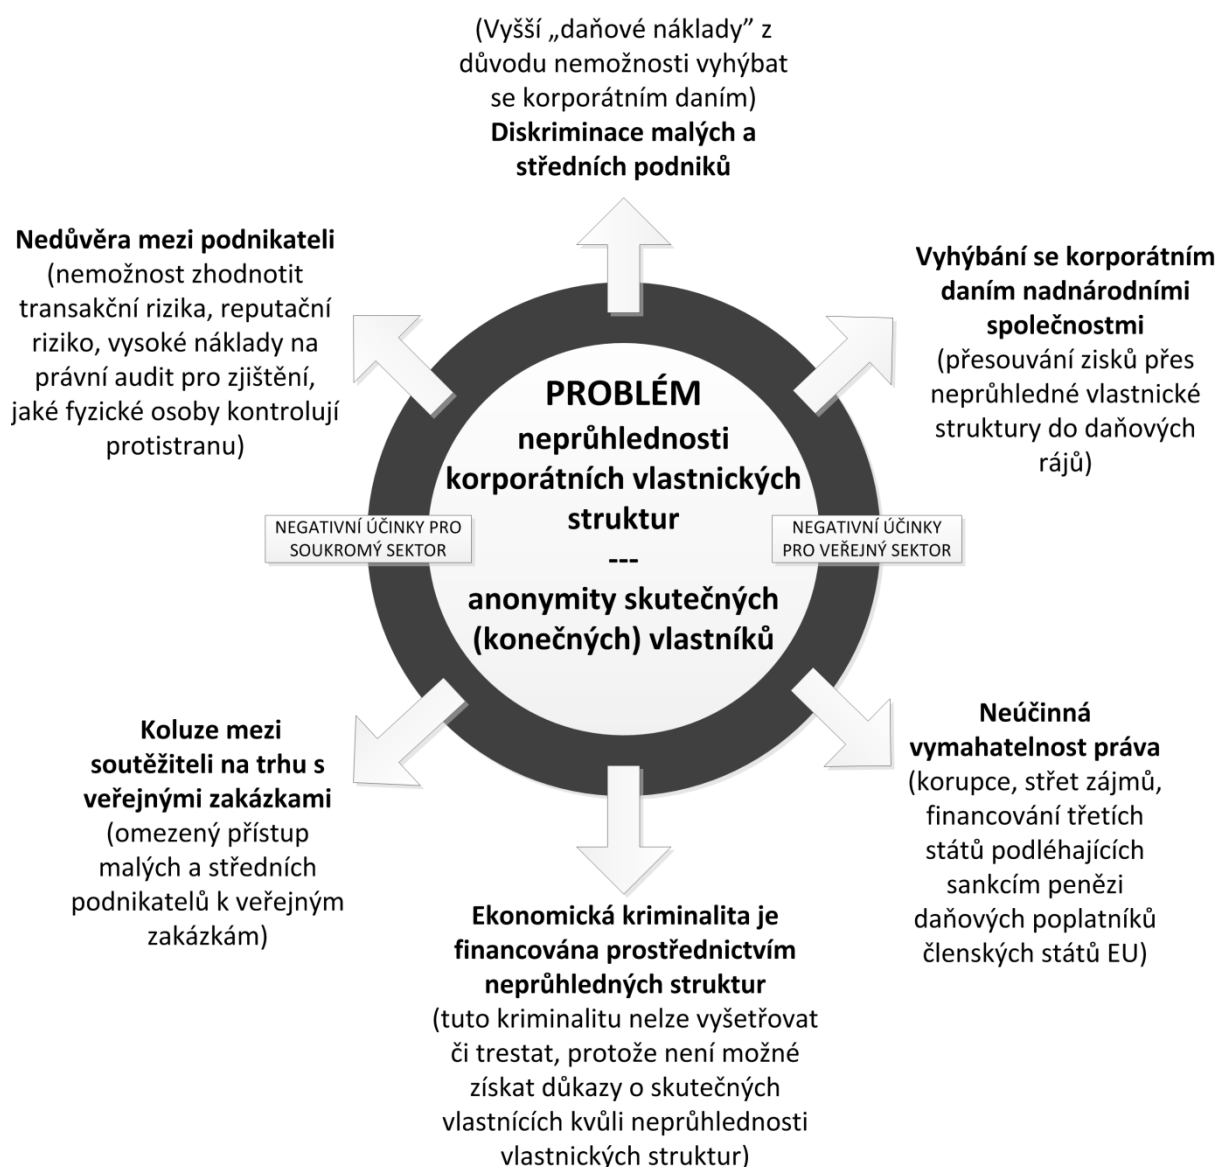 (Vyšší „daňové náklady” z
důvodu nemožnosti vyhýbat
se korporátním daním)
Diskriminace malých a
středních podniků
Nedůvěra mezi podnikateli
(nemožnost zhodnotit
transakční rizika, reputační
riziko, vysoké náklady na
právní audit pro zjištění,
jaké fyzické osoby kontrolují
protistranu)
Vyhýbání se korporátním
daním nadnárodními
společnostmi
(přesouvání zisků přes
neprůhledné vlastnické
struktury do daňových
rájů)
PROBLÉM
neprůhlednosti
korporátních vlastnických
struktur
---
anonymity skutečných
(konečných) vlastníků
NEGATIVNÍ ÚČINKY PRO
SOUKROMÝ SEKTOR
NEGATIVNÍ ÚČINKY
PRO VEŘEJNÝ SEKTOR
Koluze mezi
soutěžiteli na trhu s
veřejnými zakázkami
(omezený přístup
malých a středních
podnikatelů k veřejným
zakázkám)
Neúčinná
vymahatelnost práva
(korupce, střet zájmů,
financování třetích
států podléhajících
sankcím penězi
daňových poplatníků
členských států EU)
Ekonomická kriminalita je
financována prostřednictvím
neprůhledných struktur
(tuto kriminalitu nelze vyšetřovat
či trestat, protože není možné
získat důkazy o skutečných
vlastnících kvůli neprůhlednosti
vlastnických struktur)